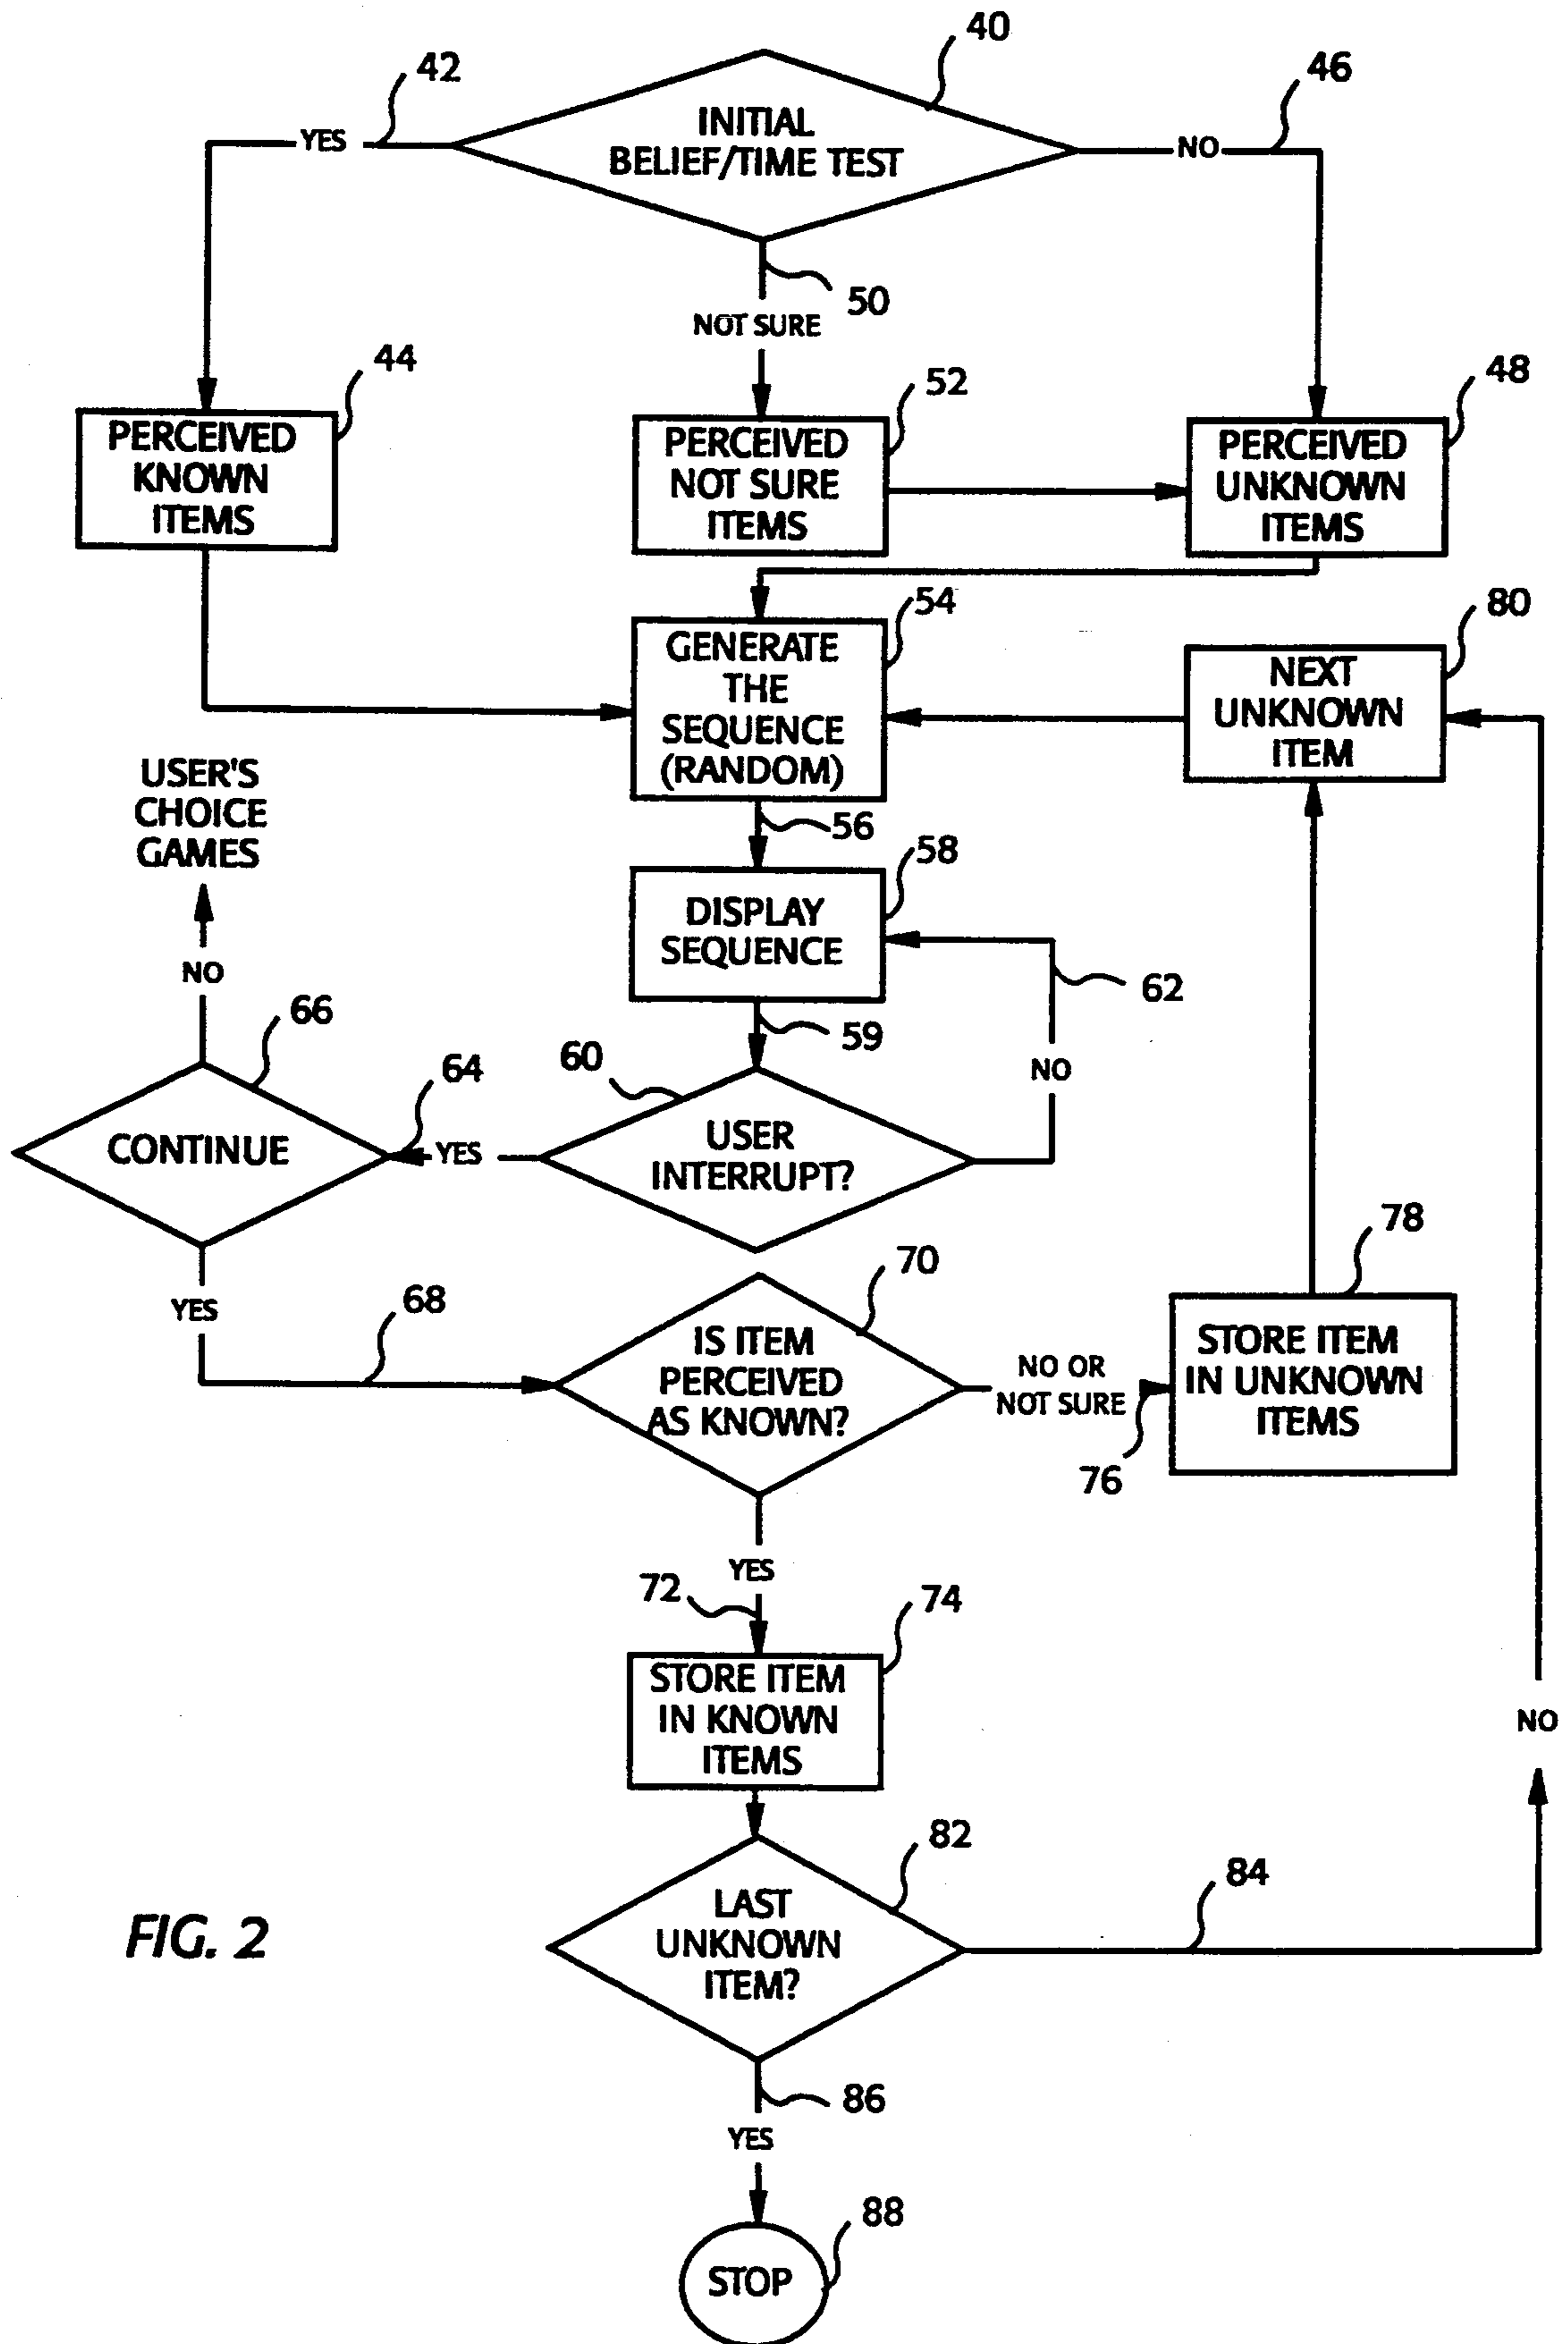 40
42
46
INITIAL
BELIEF/TIME TEST
YES
NO
50
NOT SURE
44
52
48
PERCEIVED
KNOWN
ITEMS
PERCEIVED
NOT SURE
ITEMS
PERCEIVED
UNKNOWN
ITEMS
54
80
GENERATE
THE
SEQUENCE
(RANDOM)
NEXT
UNKNOWN
ITEM
USER'S
CHOICE
GAMES
56
58
DISPLAY
SEQUENCE
NO
62
66
59
60
64
NO
CONTINUE
YES
USER
INTERRUPT?
78
70
YES
68
IS ITEM
PERCEIVED
AS KNOWN?
NO OR
NOT SURE
STORE ITEM
IN UNKNOWN
ITEMS
76
YES
72
74
STORE ITEM
IN KNOWN
ITEMS
NO
82
84
LAST
UNKNOWN
ITEM?
FIG. 2
86
YES
88
STOP